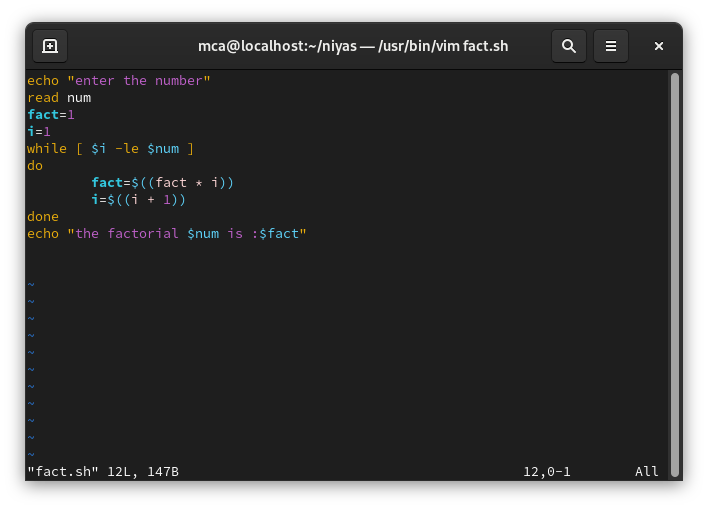 mca@localhost:~/niyas — /usr/bin/vim fact.sh
echo "enter the number"
read num
fact=1
i=1
while [ $i -le $num ]
do
        fact=$((fact * i))
        i=$((i + 1))
done
echo "the factorial $num is :$fact"
~
~
~
~
~
~
~
~
~
~
~
"fact.sh" 12L, 147B 12,0-1 All